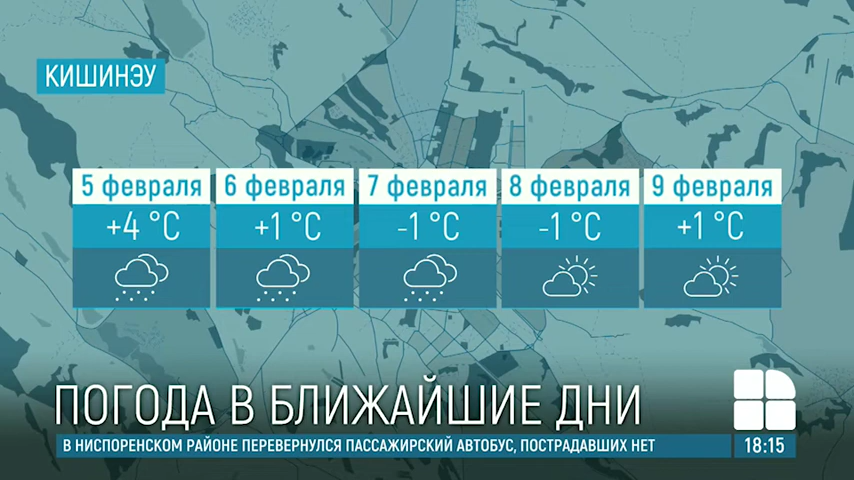 КИШИНЭУ
5 февраля
+4 °C
6 февраля
+1 °C
7 февраля
-1 °C
8 февраля
-1 °C
9 февраля
+1 °C
ПОГОДА В БЛИЖАЙШИЕ ДНИ
В НИСПОРЕНСКОМ РАЙОНЕ ПЕРЕВЕРНУЛСЯ ПАССАЖИРСКИЙ АВТОБУС, ПОСТРАДАВШИХ НЕТ
18:15